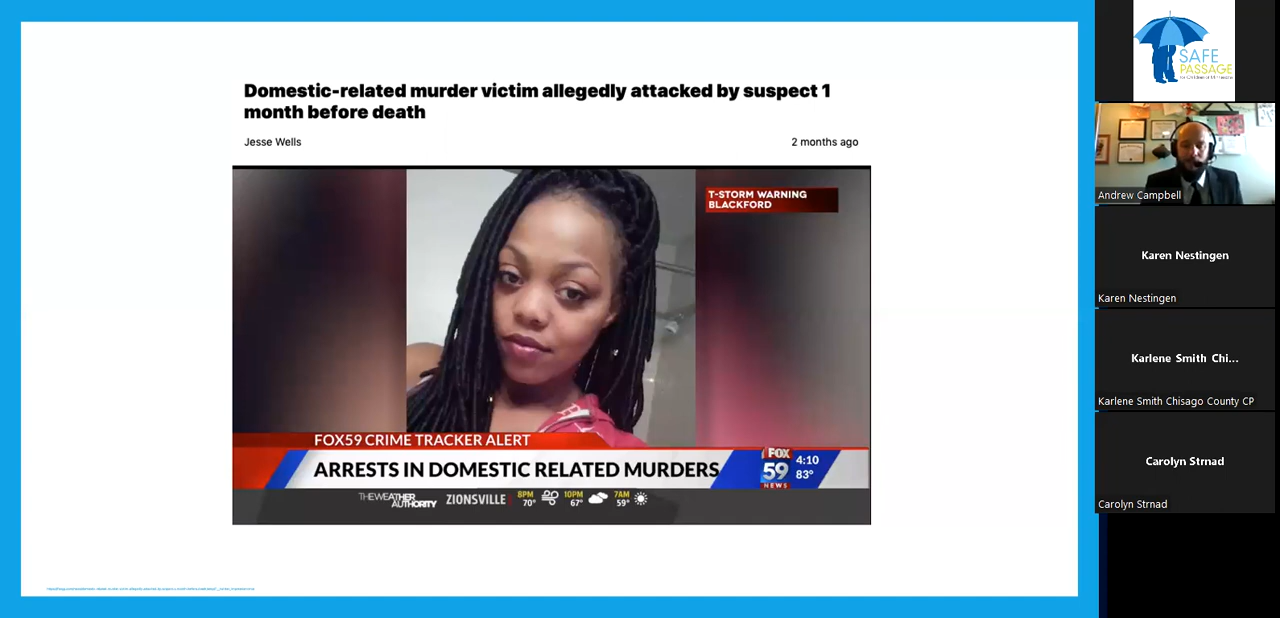 Domestic-related murder victim allegedly attacked by suspect 1
month before death
Jesse Wells
2 months ago
T-STORM WARNING
BLACKFORD
FOX59 CRIME TRACKER ALERT
ARRESTS IN DOMESTIC RELATED MURDERS
FOX
59
NEWS
4:10
83°
THE WEATHER
AUTHORITY
ZIONSVILLE
8PM
70°
10PM
67°
7AM
59°
SAFE
PASSAGE
Andrew Campbell
Karen Nestingen
Karen Nestingen
Karlene Smith Chi...
Karlene Smith Chisago County CP
Carolyn Strnad
Carolyn Strnad